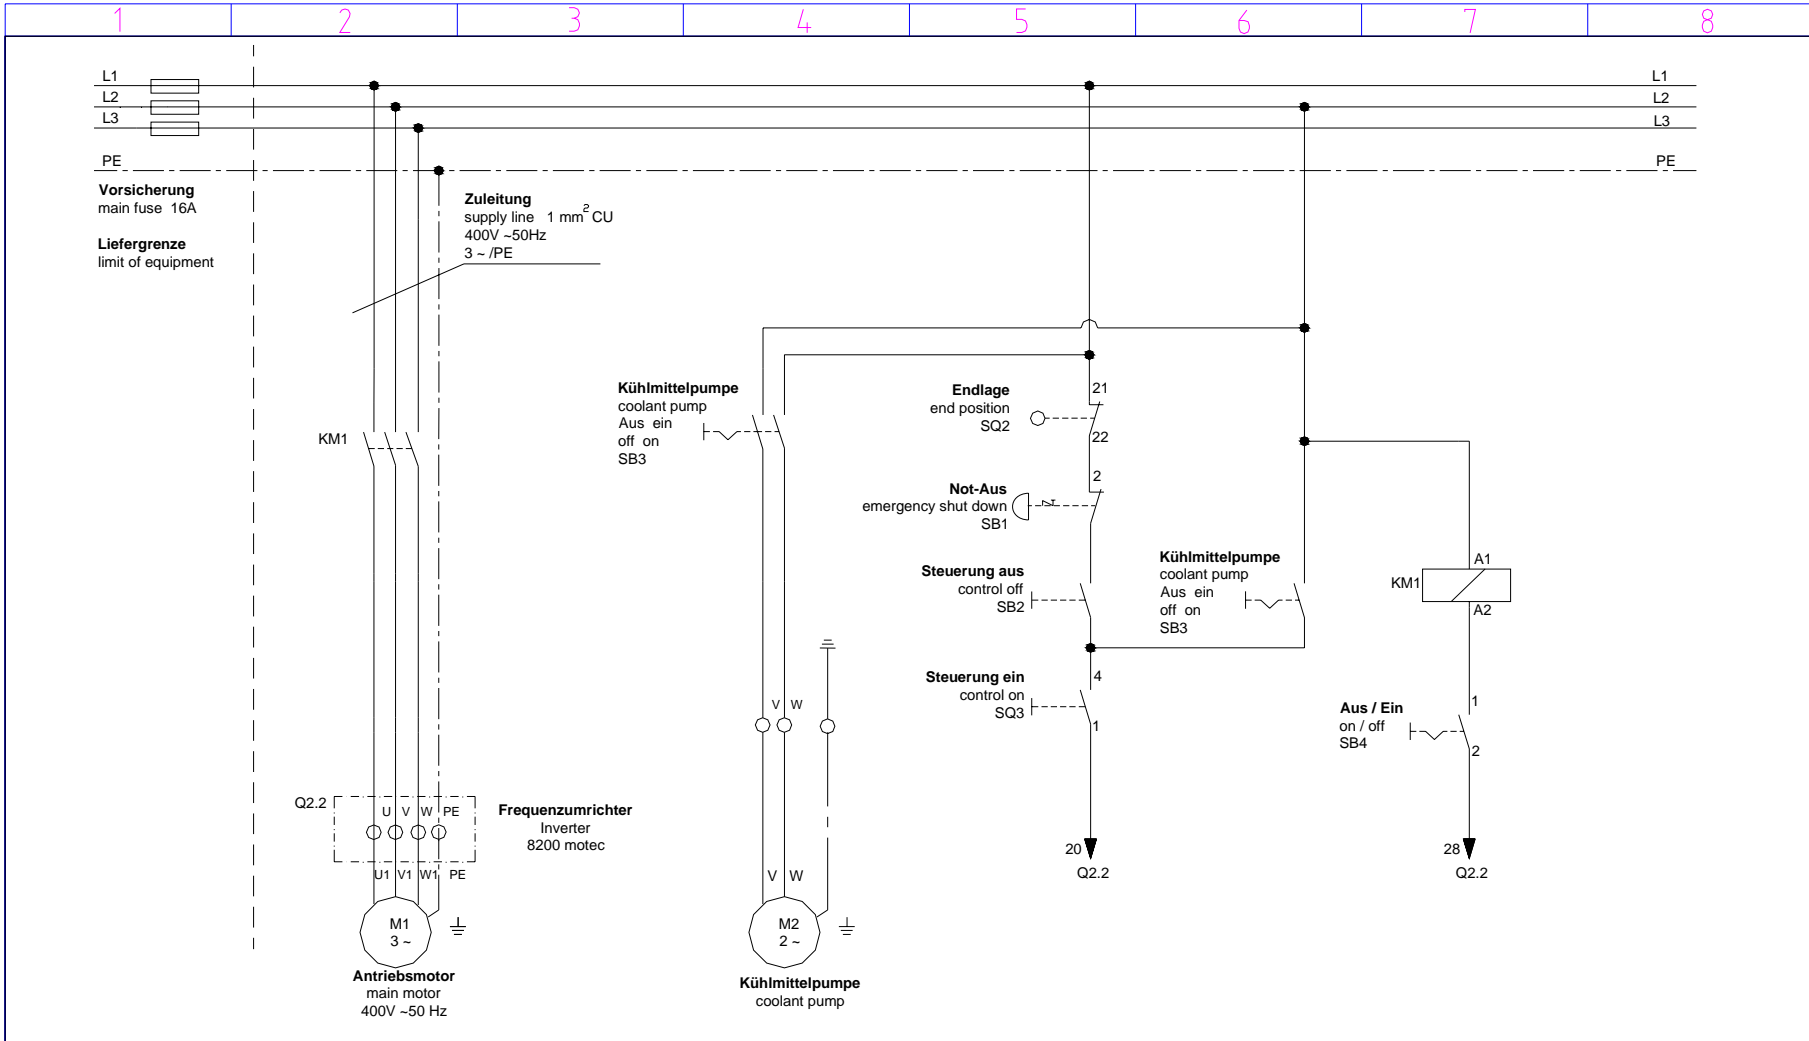 1 2 3 4 5 6 7 8
L1 L1
L2 L2
L3 L3
PE PE
Vorsicherung
main fuse 16A
Liefergrenze
limit of equipment
Zuleitung
supply line 1 mm² CU
400V ~50Hz
3 ~ /PE
KM1
Kühlmittelpumpe
coolant pump
Aus ein
off on
SB3
Endlage
end position
SQ2
21
22
Not-Aus
emergency shut down
SB1
2
Steuerung aus
control off
SB2
Kühlmittelpumpe
coolant pump
Aus ein
off on
SB3
KM1
A1
A2
Steuerung ein
control on
SQ3
4
1
Aus / Ein
on / off
SB4
1
2
V W
Q2.2
U V W PE
Frequenzumrichter
Inverter
8200 motec
U1 V1 W1 PE
V W
20
Q2.2
28
Q2.2
M1
3 ~
M2
2 ~
Antriebsmotor
main motor
400V ~50 Hz
Kühlmittelpumpe
coolant pump